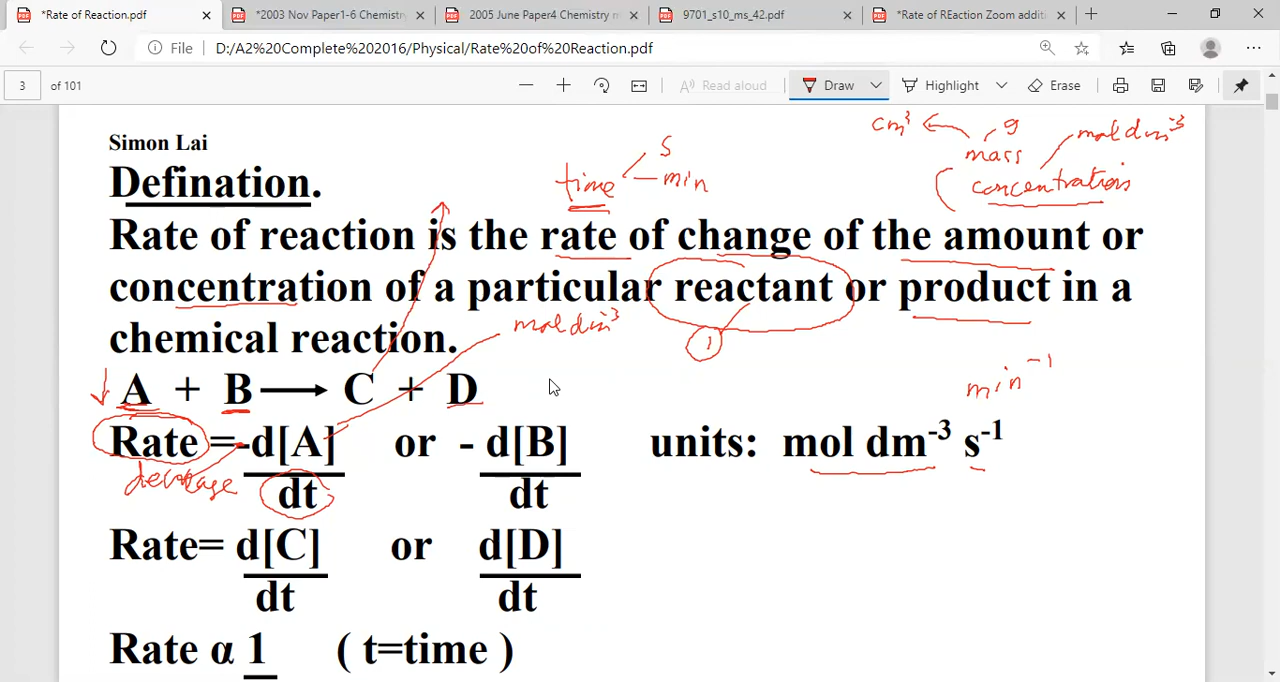 *Rate of Reaction.pdf
*2003 Nov Paper1-6 Chemistry
2005 June Paper4 Chemistry m
9701_s10_ms_42.pdf
*Rate of REaction Zoom additi
File
D:/A2%20Complete%202016/Physical/Rate%20of%20Reaction.pdf
3 of 101
Read aloud
Draw
Highlight
Erase
cm³ g mol dm⁻³
mass
concentration
s
time min
Simon Lai
Defination.
Rate of reaction is the rate of change of the amount or
concentration of a particular reactant or product in a
chemical reaction.
mol dm⁻³
1
A + B ⟶ C + D
min⁻¹
Rate =-d[A] or - d[B] units: mol dm⁻³ s⁻¹
decrease
dt dt
Rate= d[C] or d[D]
dt dt
Rate α 1 ( t=time )